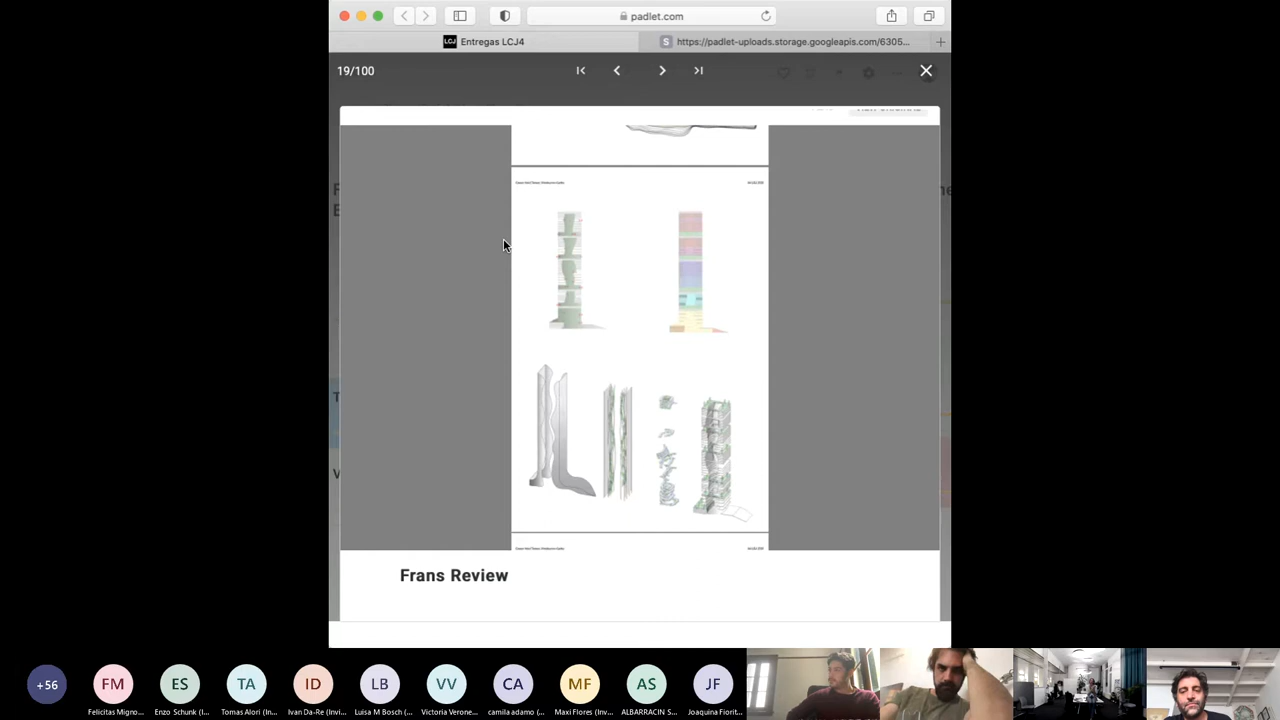 padlet.com
LCJ Entregas LCJ4
S https://padlet-uploads.storage.googleapis.com/6305...
19/100
Frans Review
+56
FM
ES
TA
ID
LB
VV
CA
MF
AS
JF
Felicitas Migno...
Enzo Schunk (I...
Tomas Alori (In...
Ivan Da-Re (Invi...
Luisa M Bosch (...
Victoria Verone...
camila adamo (...
Maxi Flores (Inv...
ALBARRACIN S...
Joaquina Fiorit...